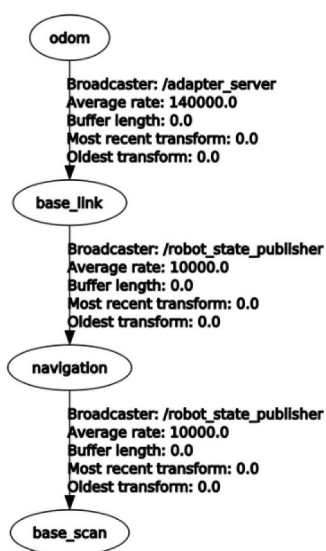 odom
Broadcaster: /adapter_server
Average rate: 140000.0
Buffer length: 0.0
Most recent transform: 0.0
Oldest transform: 0.0
base_link
Broadcaster: /robot_state_publisher
Average rate: 10000.0
Buffer length: 0.0
Most recent transform: 0.0
Oldest transform: 0.0
navigation
Broadcaster: /robot_state_publisher
Average rate: 10000.0
Buffer length: 0.0
Most recent transform: 0.0
Oldest transform: 0.0
base_scan